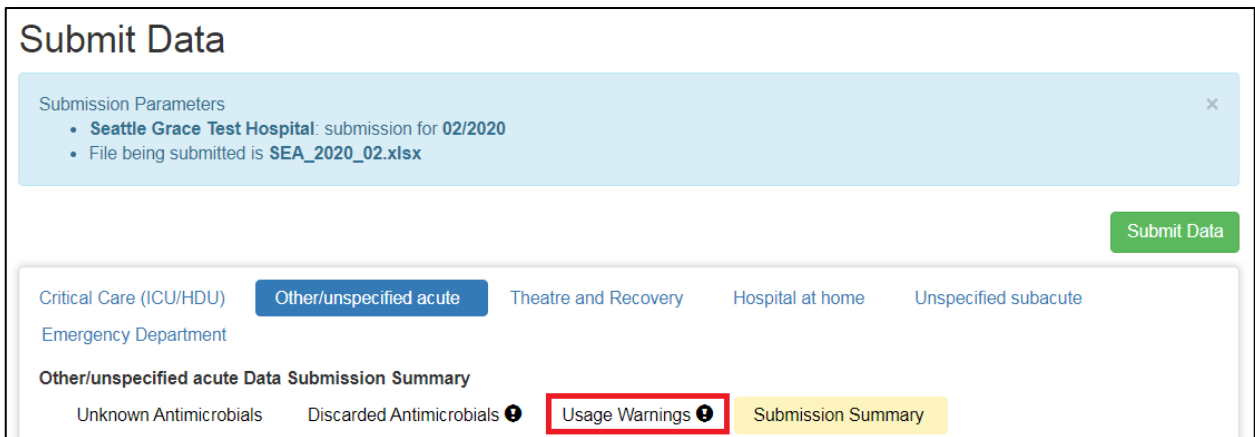 Submit Data
Submission Parameters
×
• Seattle Grace Test Hospital: submission for 02/2020
• File being submitted is SEA_2020_02.xlsx
Submit Data
Critical Care (ICU/HDU) Other/unspecified acute Theatre and Recovery Hospital at home Unspecified subacute
Emergency Department
Other/unspecified acute Data Submission Summary
Unknown Antimicrobials Discarded Antimicrobials Usage Warnings Submission Summary